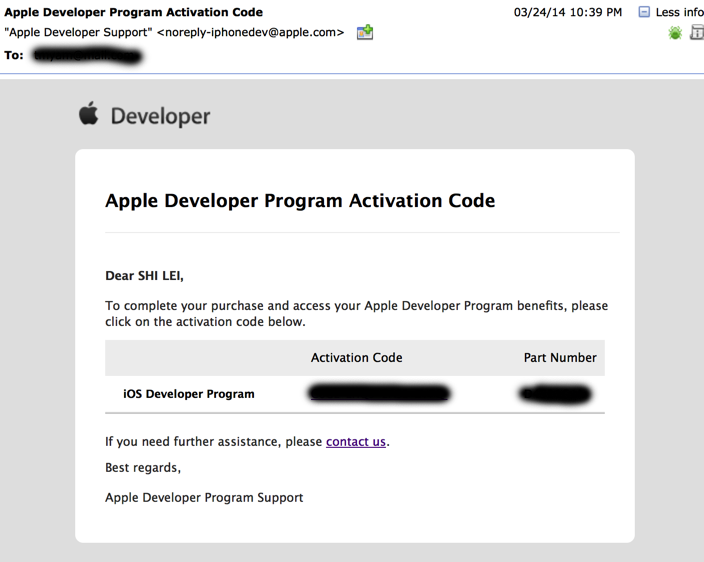 Apple Developer Program Activation Code 03/24/14 10:39 PM Less info
"Apple Developer Support" <noreply-iphonedev@apple.com>
To:
Developer
Apple Developer Program Activation Code
Dear SHI LEI,
To complete your purchase and access your Apple Developer Program benefits, please
click on the activation code below.
Activation Code Part Number
iOS Developer Program
If you need further assistance, please contact us.
Best regards,
Apple Developer Program Support